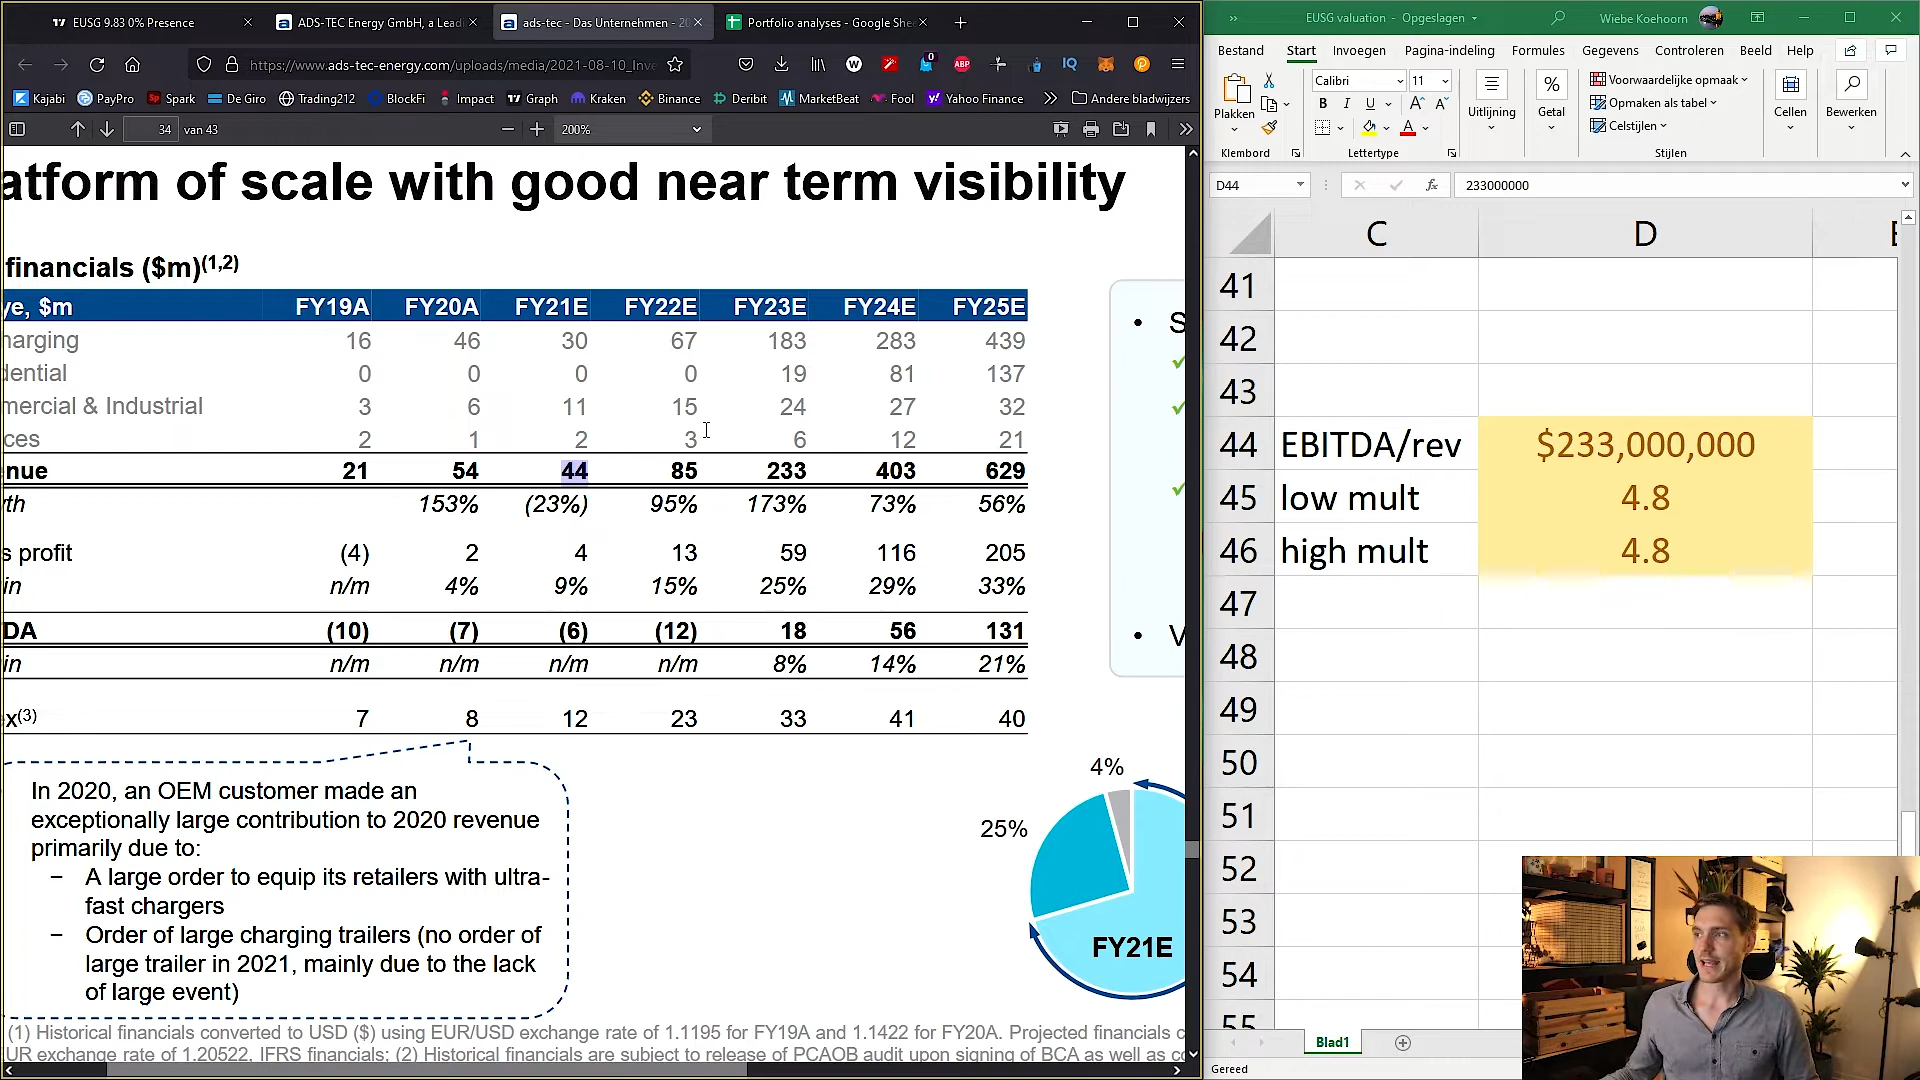 EUSG 9.83 0% Presence
ADS-TEC Energy GmbH, a Leadi
ads-tec - Das Unternehmen - 20
Portfolio analyses - Google She
https://www.ads-tec-energy.com/uploads/media/2021-08-10_Inve
0
ABP
IQ
Kajabi
PayPro
Spark
De Giro
Trading212
BlockFi
Impact
Graph
Kraken
Binance
Deribit
MarketBeat
Fool
Yahoo Finance
Andere bladwijzers
34 van 43
200%
atform of scale with good near term visibility
financials ($m)(1,2)
ye, $m FY19A FY20A FY21E FY22E FY23E FY24E FY25E
harging 16 46 30 67 183 283 439
dential 0 0 0 0 19 81 137
mercial & Industrial 3 6 11 15 24 27 32
ces 2 1 2 3 6 12 21
nue 21 54 44 85 233 403 629
th 153% (23%) 95% 173% 73% 56%
s profit (4) 2 4 13 59 116 205
in n/m 4% 9% 15% 25% 29% 33%
DA (10) (7) (6) (12) 18 56 131
in n/m n/m n/m n/m 8% 14% 21%
x(3) 7 8 12 23 33 41 40
• S
• V
In 2020, an OEM customer made an
exceptionally large contribution to 2020 revenue
primarily due to:
− A large order to equip its retailers with ultra-
fast chargers
− Order of large charging trailers (no order of
large trailer in 2021, mainly due to the lack
of large event)
4%
25%
FY21E
(1) Historical financials converted to USD ($) using EUR/USD exchange rate of 1.1195 for FY19A and 1.1422 for FY20A. Projected financials c
UR exchange rate of 1.20522, IFRS financials; (2) Historical financials are subject to release of PCAOB audit upon signing of BCA as well as co
EUSG valuation - Opgeslagen
Wiebe Koehoorn
Bestand Start Invoegen Pagina-indeling Formules Gegevens Controleren Beeld Help
Plakken
Klembord
Calibri 11
B I U
Lettertype
Uitlijning
Getal
Voorwaardelijke opmaak
Opmaken als tabel
Celstijlen
Stijlen
Cellen
Bewerken
D44
fx
233000000
C D E
41
42
43
44 EBITDA/rev $233,000,000
45 low mult 4.8
46 high mult 4.8
47
48
49
50
51
52
53
54
55
Blad1
Gereed